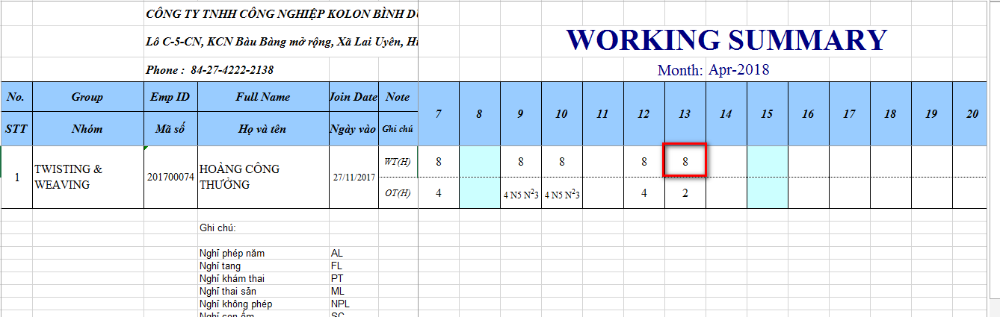 CÔNG TY TNHH CÔNG NGHIỆP KOLON BÌNH
Lô C-5-CN, KCN Bàu Bàng mở rộng, Xã Lai Uyên,
WORKING SUMMARY
Phone : 84-27-4222-2138
Month: Apr-2018
No. Group Emp ID Full Name Join Date Note 7 8 9 10 11 12 13 14 15 16 17 18 19 20
STT Nhóm Mã số Họ và tên Ngày vào Ghi chú
1 TWISTING & WEAVING 201700074 HOÀNG CÔNG THƯỞNG 27/11/2017 WT(H) 8 8 8 8 8
OT(H) 4 4 N5 N²3 4 N5 N²3 4 2
Ghi chú:
Nghỉ phép năm AL
Nghỉ tang FL
Nghỉ khám thai PT
Nghỉ thai sản ML
Nghỉ không phép NPL